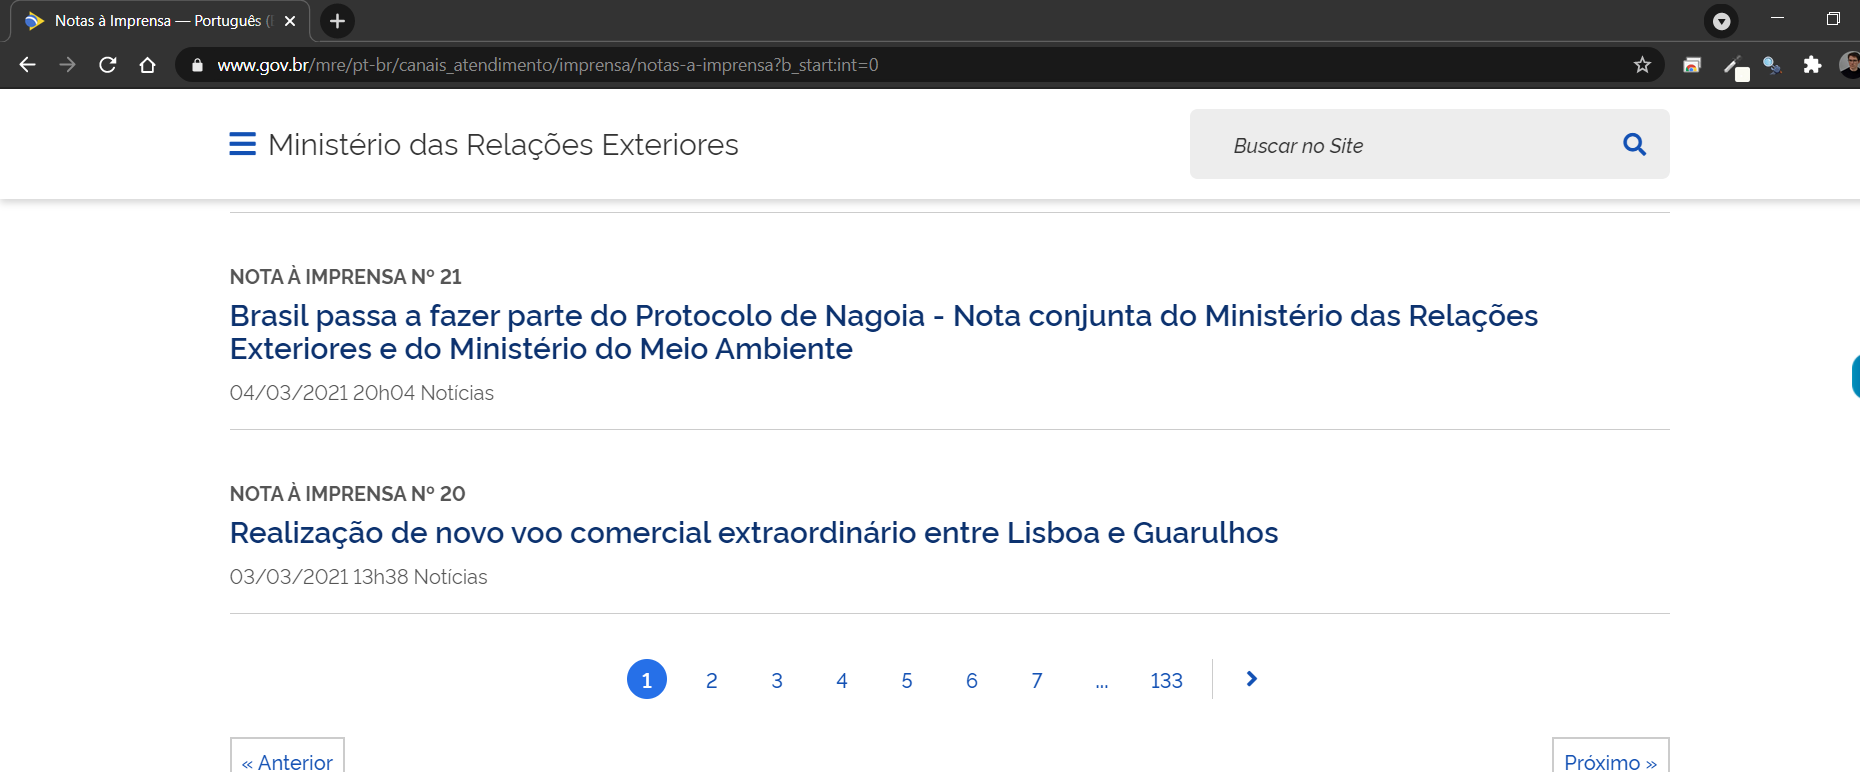 Notas à Imprensa — Português (
www.gov.br/mre/pt-br/canais_atendimento/imprensa/notas-a-imprensa?b_start:int=0
Ministério das Relações Exteriores
Buscar no Site
NOTA À IMPRENSA Nº 21
Brasil passa a fazer parte do Protocolo de Nagoia - Nota conjunta do Ministério das Relações
Exteriores e do Ministério do Meio Ambiente
04/03/2021 20h04 Notícias
NOTA À IMPRENSA Nº 20
Realização de novo voo comercial extraordinário entre Lisboa e Guarulhos
03/03/2021 13h38 Notícias
1 2 3 4 5 6 7 ... 133
« Anterior
Próximo »